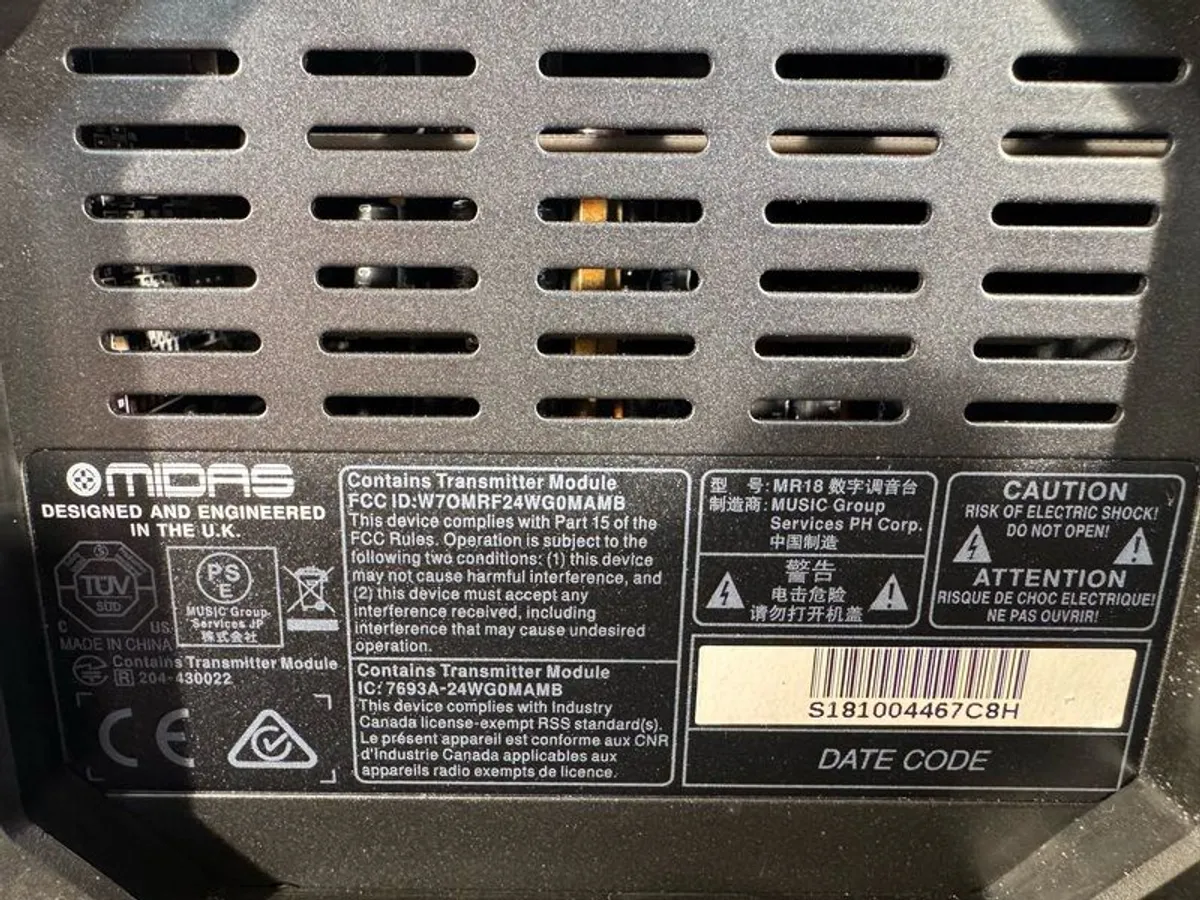 MIDAS
DESIGNED AND ENGINEERED
IN THE U.K.
TÜV
SÜD
C US
PS
E
MUSIC Group
Services JP
株式会社
MADE IN CHINA
Contains Transmitter Module
R 204-430022
CE
Contains Transmitter Module
FCC ID:W7OMRF24WG0MAMB
This device complies with Part 15 of the
FCC Rules. Operation is subject to the
following two conditions: (1) this device
may not cause harmful interference, and
(2) this device must accept any
interference received, including
interference that may cause undesired
operation.
Contains Transmitter Module
IC: 7693A-24WG0MAMB
This device complies with Industry
Canada license-exempt RSS standard(s).
Le présent appareil est conforme aux CNR
d'Industrie Canada applicables aux
appareils radio exempts de licence.
型 号: MR18 数字调音台
制造商: MUSIC Group
Services PH Corp.
中国制造
警告
电击危险
请勿打开机盖
CAUTION
RISK OF ELECTRIC SHOCK!
DO NOT OPEN!
ATTENTION
RISQUE DE CHOC ELECTRIQUE!
NE PAS OUVRIR!
S181004467C8H
DATE CODE